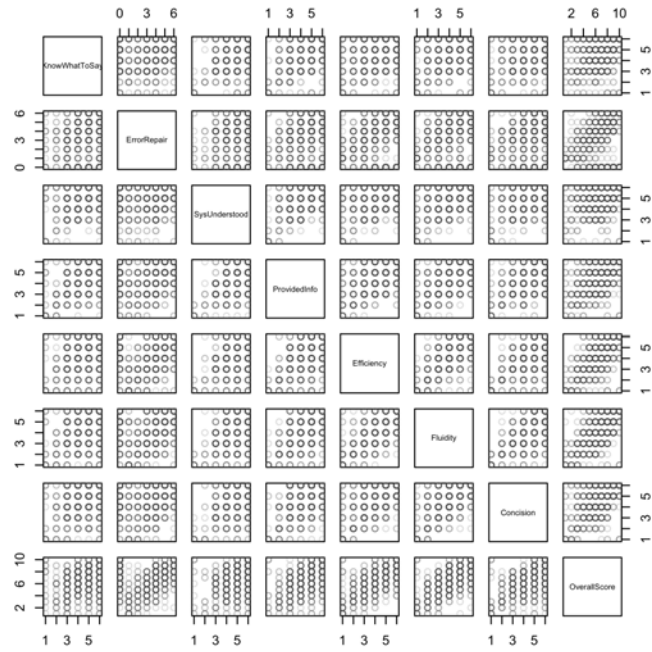 0 3 6 1 3 5 1 3 5 2 6 10
KnowWhatToSay
1 3 5
0 3 6
ErrorRepair
SysUnderstood
1 3 5
1 3 5
ProvidedInfo
Efficiency
1 3 5
1 3 5
Fluidity
Concision
1 3 5
2 6 10
OverallScore
1 3 5 1 3 5 1 3 5 1 3 5